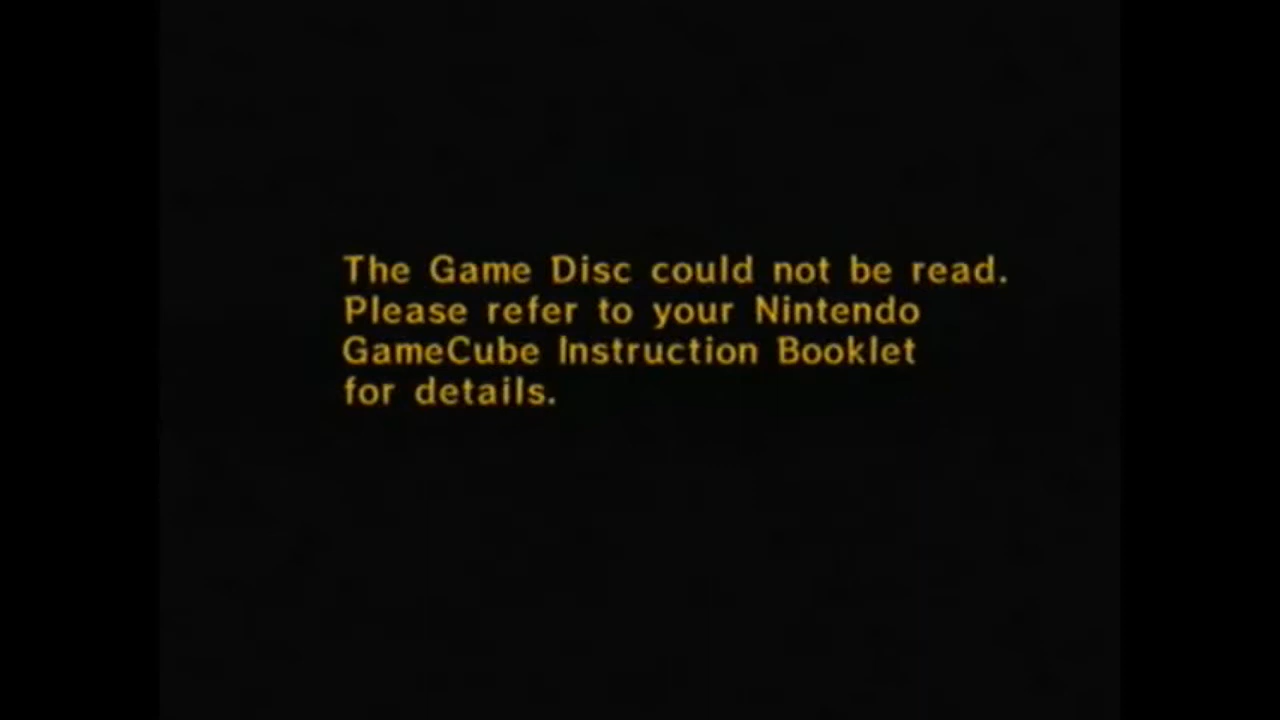 The Game Disc could not be read.
Please refer to your Nintendo
GameCube Instruction Booklet
for details.